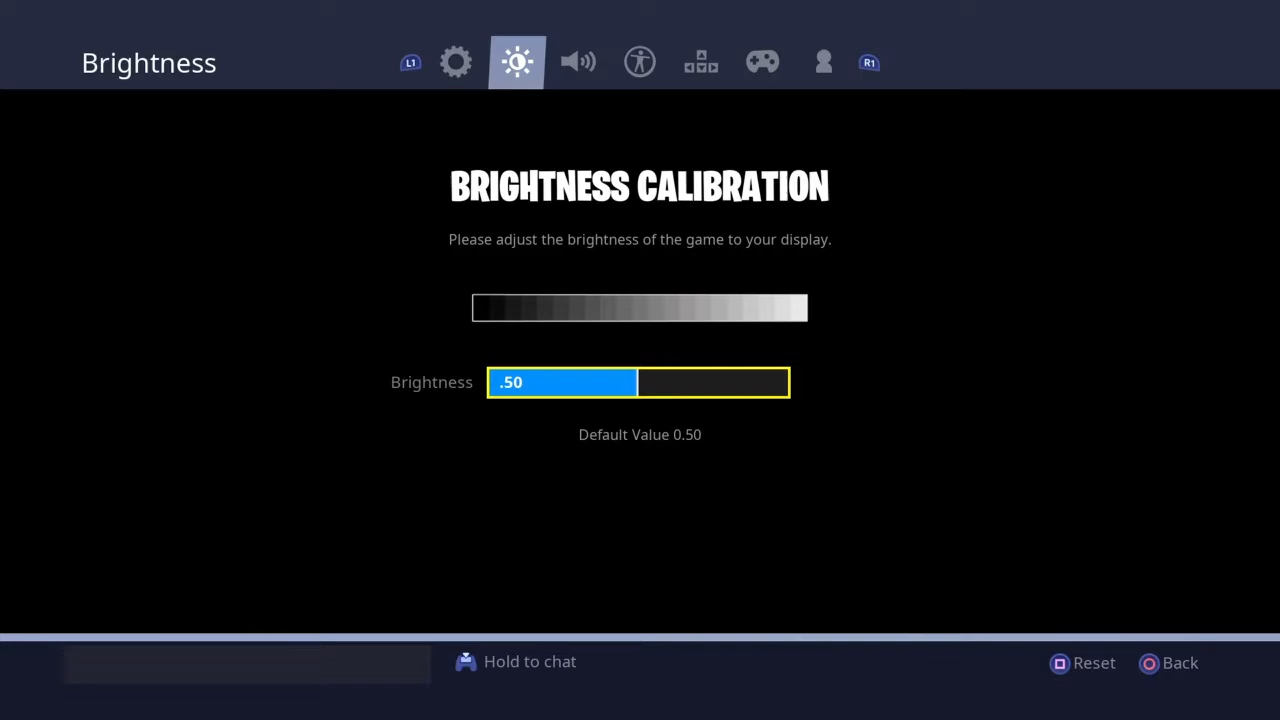 Brightness
L1
R1
BRIGHTNESS CALIBRATION
Please adjust the brightness of the game to your display.
Brightness .50
Default Value 0.50
Hold to chat
Reset
Back